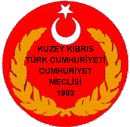 KUZEY KIBRIS
TÜRK CUMHURİYETİ
CUMHURİYET
MECLİSİ
1983